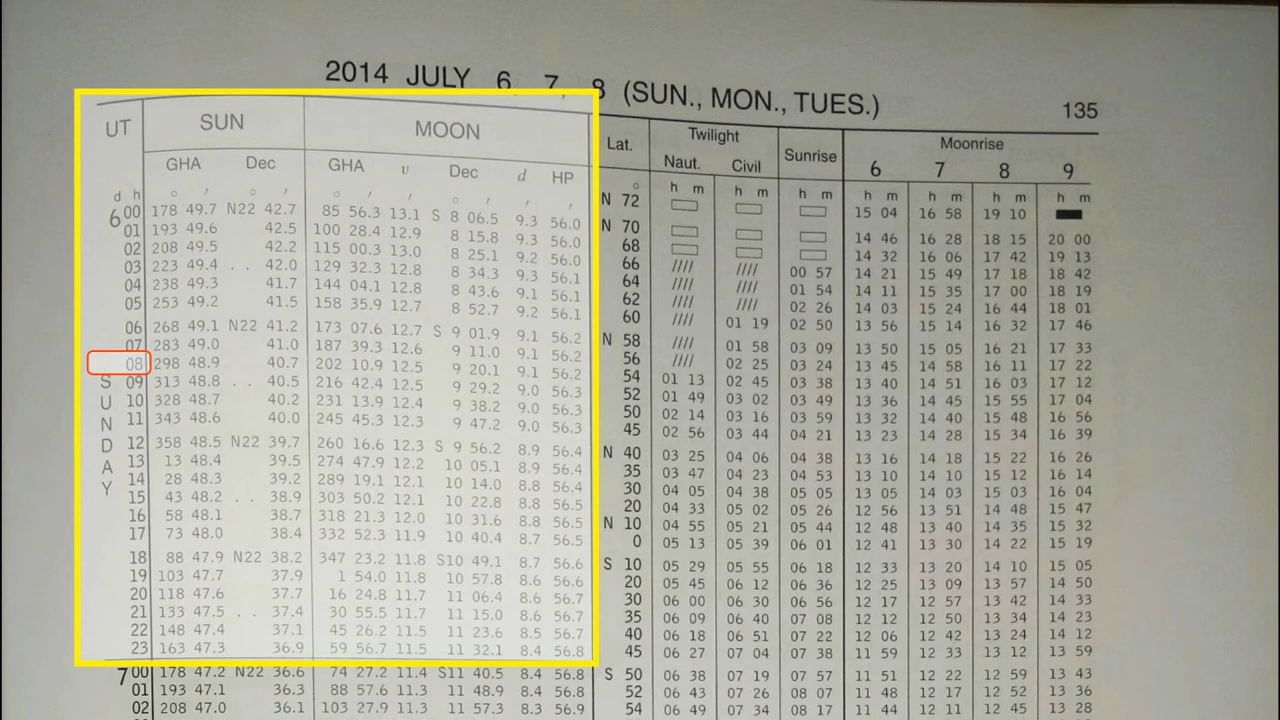 2014 JULY 6, 7, 8 (SUN., MON., TUES.)
135
UT SUN MOON
GHA Dec GHA v Dec d HP
d h ° ′ ° ′ ° ′ ′ ° ′ ′ ′
6 00 178 49.7 N22 42.7 85 56.3 13.1 S 8 06.5 9.3 56.0
01 193 49.6 42.5 100 28.4 12.9 8 15.8 9.3 56.0
02 208 49.5 42.2 115 00.3 13.0 8 25.1 9.2 56.0
03 223 49.4 . . 42.0 129 32.3 12.8 8 34.3 9.3 56.1
04 238 49.3 41.7 144 04.1 12.8 8 43.6 9.1 56.1
05 253 49.2 41.5 158 35.9 12.7 8 52.7 9.2 56.1
06 268 49.1 N22 41.2 173 07.6 12.7 S 9 01.9 9.1 56.2
07 283 49.0 41.0 187 39.3 12.6 9 11.0 9.1 56.2
08 298 48.9 40.7 202 10.9 12.5 9 20.1 9.1 56.2
S 09 313 48.8 . . 40.5 216 42.4 12.5 9 29.2 9.0 56.3
U 10 328 48.7 40.2 231 13.9 12.4 9 38.2 9.0 56.3
N 11 343 48.6 40.0 245 45.3 12.3 9 47.2 9.0 56.3
D 12 358 48.5 N22 39.7 260 16.6 12.3 S 9 56.2 8.9 56.4
A 13 13 48.4 39.5 274 47.9 12.2 10 05.1 8.9 56.4
Y 14 28 48.3 39.2 289 19.1 12.1 10 14.0 8.8 56.4
15 43 48.2 . . 38.9 303 50.2 12.1 10 22.8 8.8 56.5
16 58 48.1 38.7 318 21.3 12.0 10 31.6 8.8 56.5
17 73 48.0 38.4 332 52.3 11.9 10 40.4 8.7 56.5
18 88 47.9 N22 38.2 347 23.2 11.8 S10 49.1 8.7 56.6
19 103 47.7 37.9 1 54.0 11.8 10 57.8 8.6 56.6
20 118 47.6 37.7 16 24.8 11.7 11 06.4 8.6 56.7
21 133 47.5 . . 37.4 30 55.5 11.7 11 15.0 8.6 56.7
22 148 47.4 37.1 45 26.2 11.5 11 23.6 8.5 56.7
23 163 47.3 36.9 59 56.7 11.5 11 32.1 8.4 56.8
7 00 178 47.2 N22 36.6 74 27.2 11.4 S11 40.5 8.4 56.8
01 193 47.1 36.3 88 57.6 11.3 11 48.9 8.4 56.8
02 208 47.0 36.1 103 27.9 11.3 11 57.3 8.3 56.9
Lat. Twilight Sunrise Moonrise
Naut. Civil 6 7 8 9
° h m h m h m h m h m h m h m
N 72 15 04 16 58 19 10
N 70 14 46 16 28 18 15 20 00
68 14 32 16 06 17 42 19 13
66 //// //// 00 57 14 21 15 49 17 18 18 42
64 //// //// 01 54 14 11 15 35 17 00 18 19
62 //// //// 02 26 14 03 15 24 16 44 18 01
60 //// 01 19 02 50 13 56 15 14 16 32 17 46
N 58 //// 01 58 03 09 13 50 15 05 16 21 17 33
56 //// 02 25 03 24 13 45 14 58 16 11 17 22
54 01 13 02 45 03 38 13 40 14 51 16 03 17 12
52 01 49 03 02 03 49 13 36 14 45 15 55 17 04
50 02 14 03 16 03 59 13 32 14 40 15 48 16 56
45 02 56 03 44 04 21 13 23 14 28 15 34 16 39
N 40 03 25 04 06 04 38 13 16 14 18 15 22 16 26
35 03 47 04 23 04 53 13 10 14 10 15 12 16 14
30 04 05 04 38 05 05 13 05 14 03 15 03 16 04
20 04 33 05 02 05 26 12 56 13 51 14 48 15 47
N 10 04 55 05 21 05 44 12 48 13 40 14 35 15 32
0 05 13 05 39 06 01 12 41 13 30 14 22 15 19
S 10 05 29 05 55 06 18 12 33 13 20 14 10 15 05
20 05 45 06 12 06 36 12 25 13 09 13 57 14 50
30 06 00 06 30 06 56 12 17 12 57 13 42 14 33
35 06 09 06 40 07 08 12 12 12 50 13 34 14 23
40 06 18 06 51 07 22 12 06 12 42 13 24 14 12
45 06 27 07 04 07 38 11 59 12 33 13 12 13 59
S 50 06 38 07 19 07 57 11 51 12 22 12 59 13 43
52 06 43 07 26 08 07 11 48 12 17 12 52 13 36
54 06 49 07 34 08 17 11 44 12 11 12 45 13 28